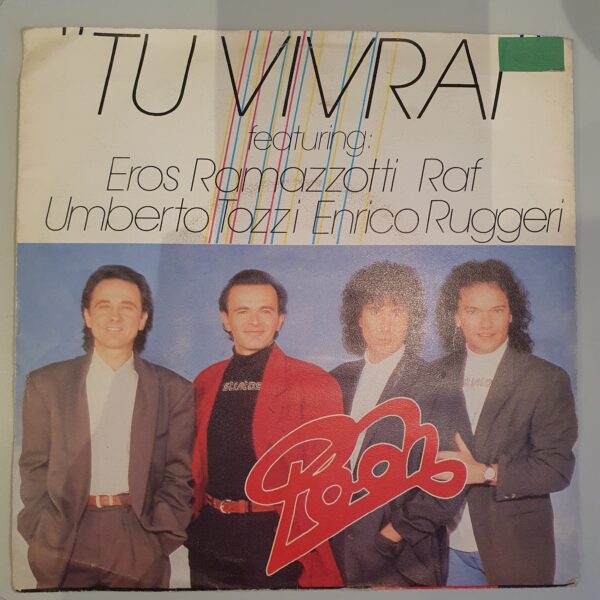 "TU VIVRAI"
featuring:
Eros Ramazzotti Raf
Umberto Tozzi Enrico Ruggeri
Pooh